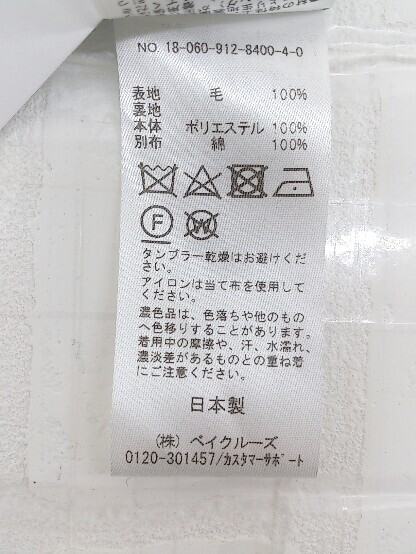 NO. 18-060-912-8400-4-0
表地 毛 100%
裏地
本体 ポリエステル 100%
別布 綿 100%
F W
タンブラー乾燥はお避けくだ
さい。
アイロンは当て布を使用して
ください。
濃色品は、色落ちや他のもの
へ色移りすることがあります。
着用中の摩擦や、汗、水濡れ、
濃淡差があるものとの重ね着
にご注意ください。
日本製
(株) ベイクルーズ
0120-301457/カスタマーサポート